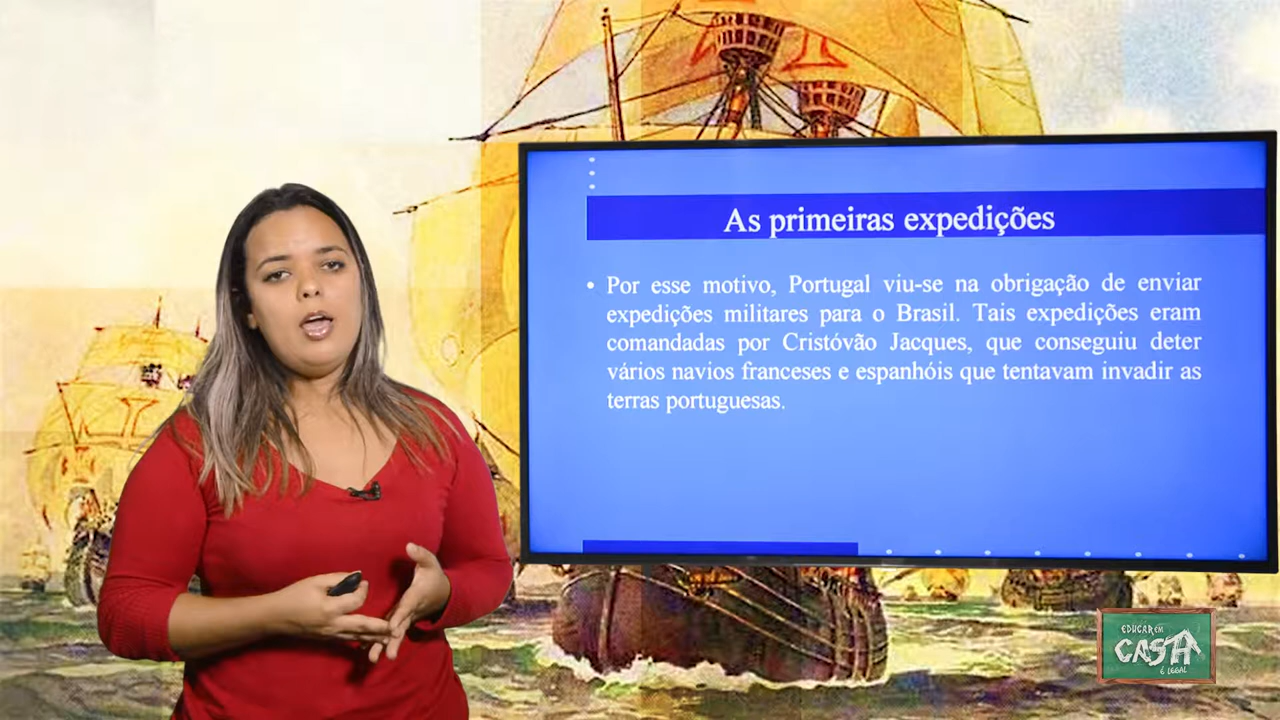 As primeiras expedições
• Por esse motivo, Portugal viu-se na obrigação de enviar
expedições militares para o Brasil. Tais expedições eram
comandadas por Cristóvão Jacques, que conseguiu deter
vários navios franceses e espanhóis que tentavam invadir as
terras portuguesas.
EDUCAR EM
CASA
É LEGAL